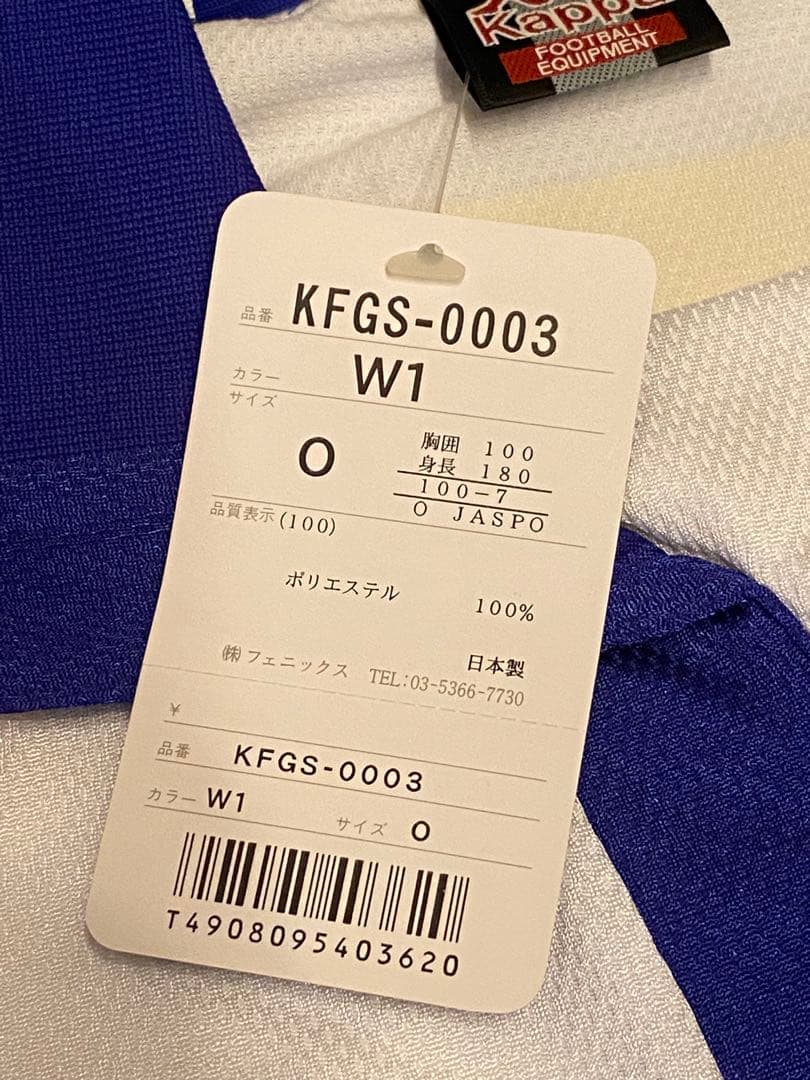 Kappa
FOOTBALL
EQUIPMENT
品番 KFGS-0003
カラー W1
サイズ
O
胸囲 100
身長 180
100-7
O JASPO
品質表示 (100)
ポリエステル 100%
日本製
㈱フェニックス TEL:03-5366-7730
¥
品番 KFGS-0003
カラー W1 サイズ O
T4908095403620